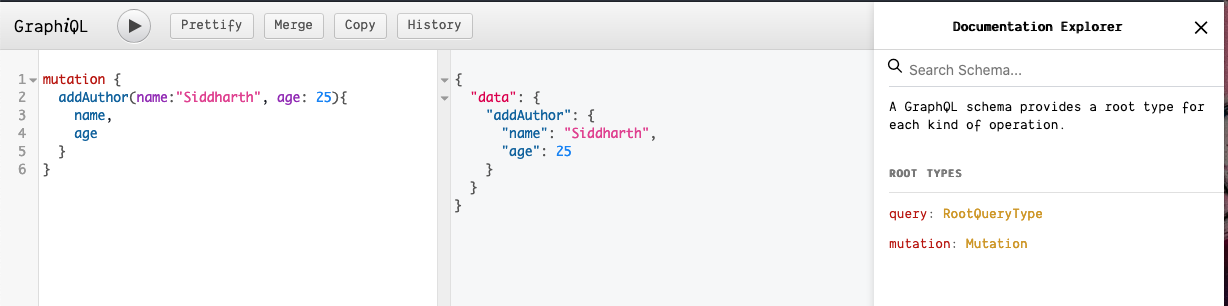 GraphiQL
Prettify
Merge
Copy
History
1 mutation {
2 addAuthor(name:"Siddharth", age: 25){
3 name,
4 age
5 }
6 }
{
"data": {
"addAuthor": {
"name": "Siddharth",
"age": 25
}
}
}
Documentation Explorer
Search Schema...
A GraphQL schema provides a root type for
each kind of operation.
ROOT TYPES
query: RootQueryType
mutation: Mutation